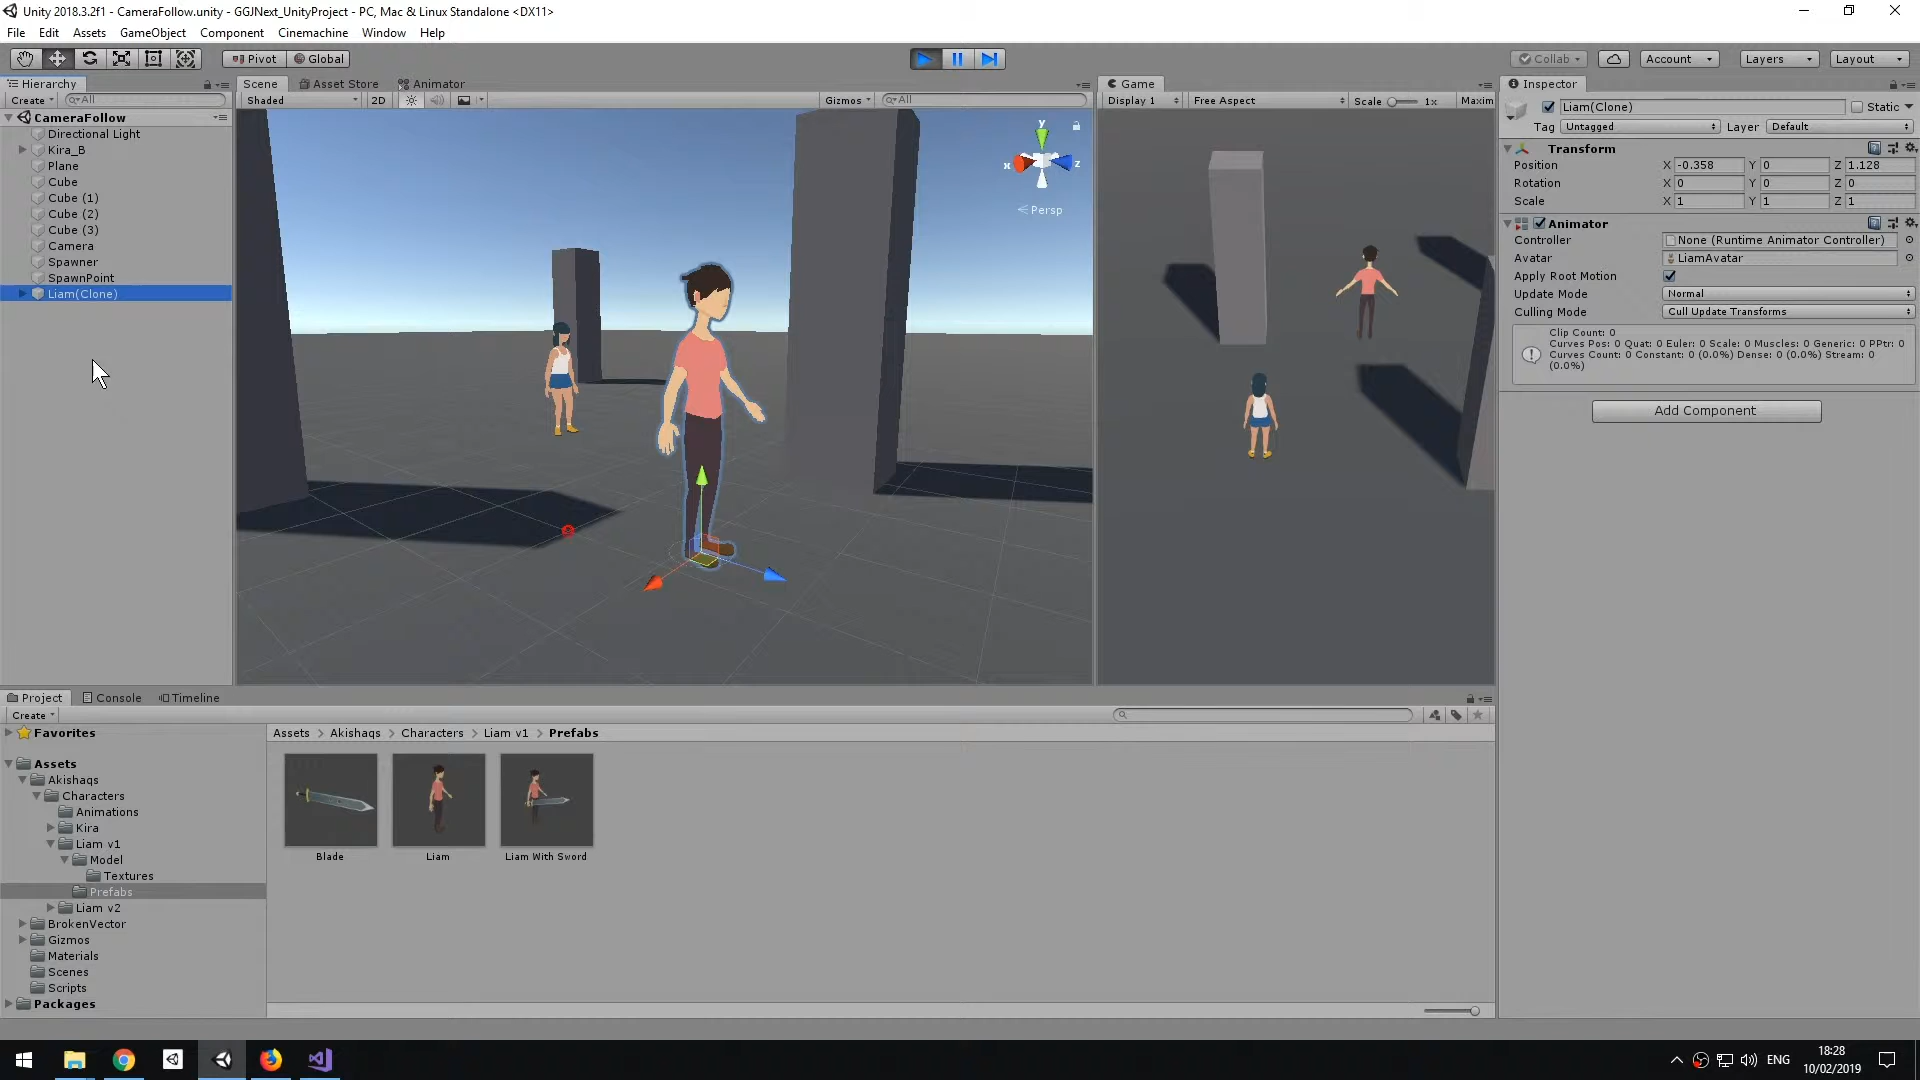 Unity 2018.3.2f1 - CameraFollow.unity - GGJNext_UnityProject - PC, Mac & Linux Standalone <DX11>
File Edit Assets GameObject Component Cinemachine Window Help
Pivot Global Collab Account Layers Layout
Hierarchy
Create All
CameraFollow
Directional Light
Kira_B
Plane
Cube
Cube (1)
Cube (2)
Cube (3)
Camera
Spawner
SpawnPoint
Liam(Clone)
Scene Asset Store Animator
Shaded 2D Gizmos All
y
x z
Persp
Game
Display 1 Free Aspect Scale 1x Maxim
Inspector
Liam(Clone) Static
Tag Untagged Layer Default
Transform
Position X -0.358 Y 0 Z 1.128
Rotation X 0 Y 0 Z 0
Scale X 1 Y 1 Z 1
Animator
Controller None (Runtime Animator Controller)
Avatar LiamAvatar
Apply Root Motion
Update Mode Normal
Culling Mode Cull Update Transforms
Clip Count: 0
Curves Pos: 0 Quat: 0 Euler: 0 Scale: 0 Muscles: 0 Generic: 0 PPtr: 0
Curves Count: 0 Constant: 0 (0.0%) Dense: 0 (0.0%) Stream: 0
(0.0%)
Add Component
Project Console Timeline
Create
Favorites
Assets
Akishaqs
Characters
Animations
Kira
Liam v1
Model
Textures
Prefabs
Liam v2
BrokenVector
Gizmos
Materials
Scenes
Scripts
Packages
Assets > Akishaqs > Characters > Liam v1 > Prefabs
Blade Liam Liam With Sword
ENG
18:28
10/02/2019